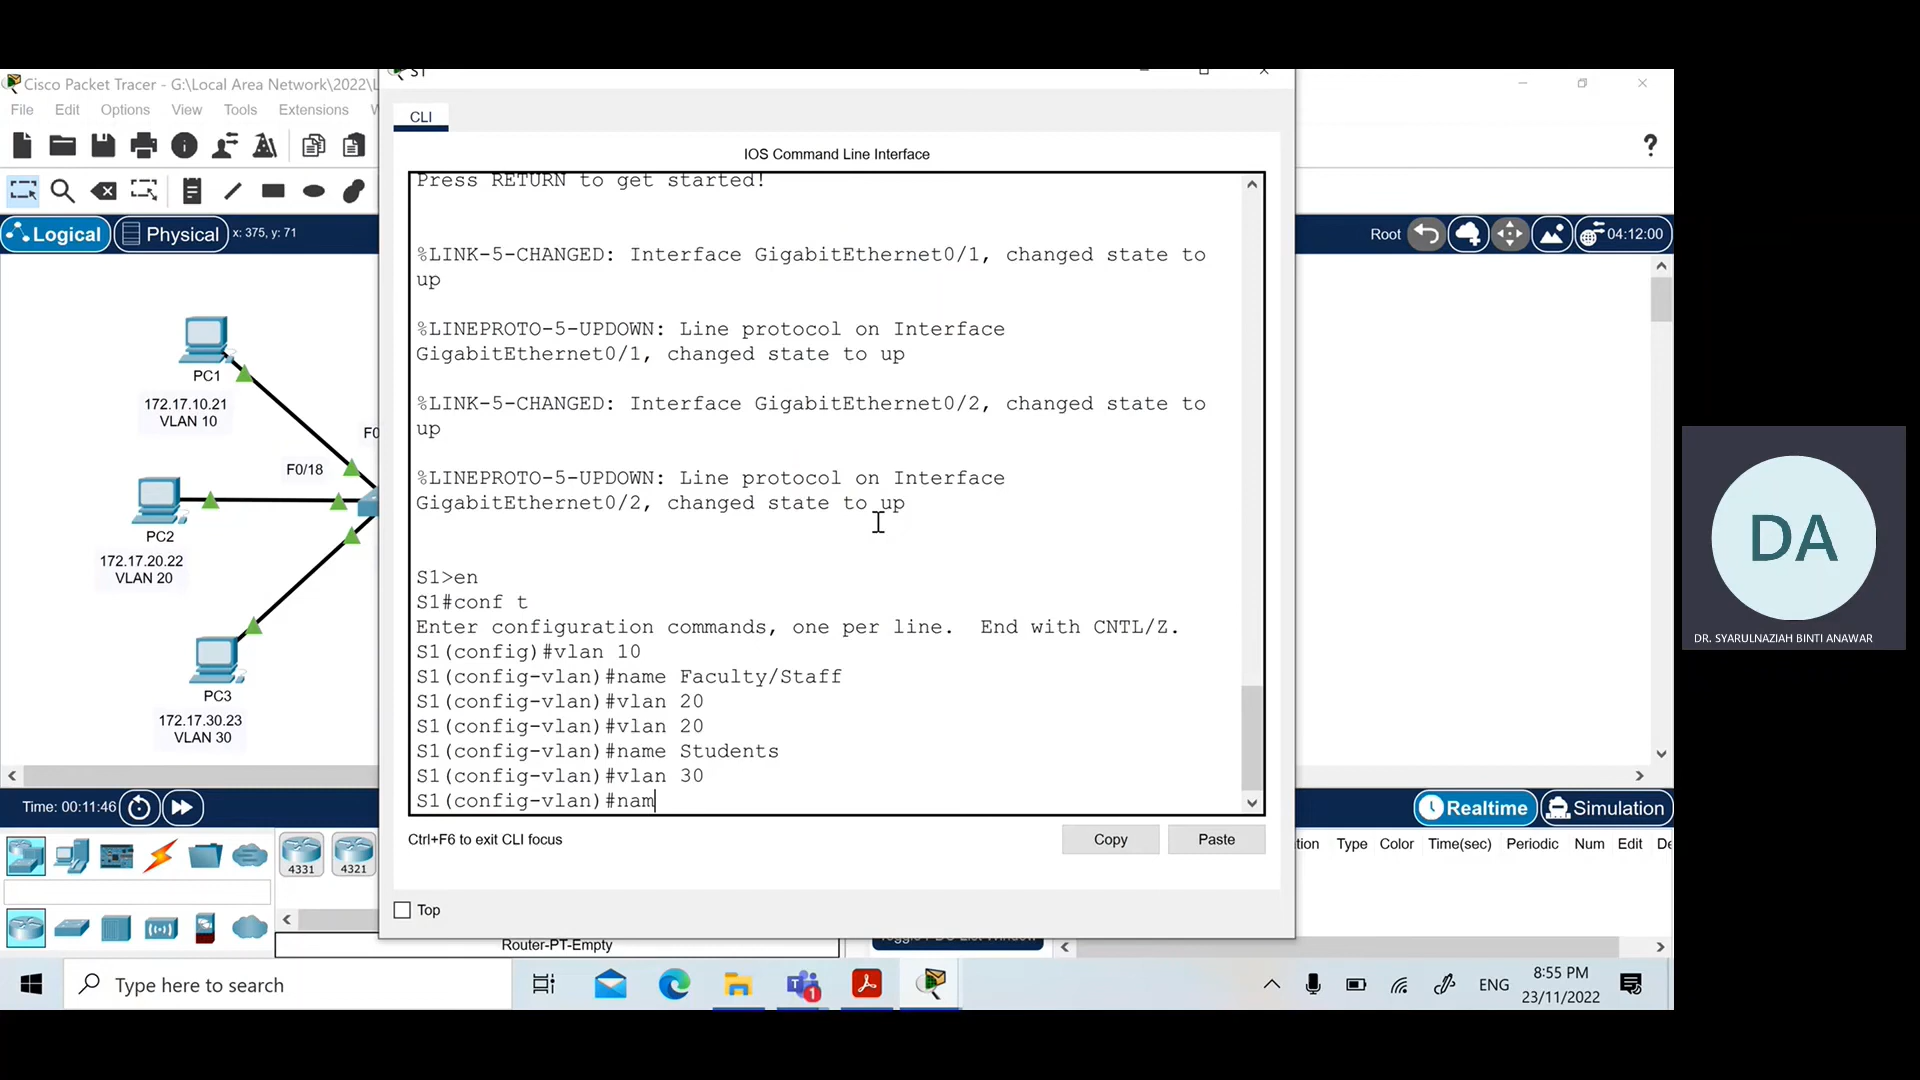 Cisco Packet Tracer - G:\Local Area Network\2022\L
S1
File Edit Options View Tools Extensions W
CLI
IOS Command Line Interface
?
Logical
Physical
x: 375, y: 71
Root
04:12:00
Press RETURN to get started!
%LINK-5-CHANGED: Interface GigabitEthernet0/1, changed state to
up
%LINEPROTO-5-UPDOWN: Line protocol on Interface
GigabitEthernet0/1, changed state to up
%LINK-5-CHANGED: Interface GigabitEthernet0/2, changed state to
up
%LINEPROTO-5-UPDOWN: Line protocol on Interface
GigabitEthernet0/2, changed state to up
S1>en
S1#conf t
Enter configuration commands, one per line.  End with CNTL/Z.
S1(config)#vlan 10
S1(config-vlan)#name Faculty/Staff
S1(config-vlan)#vlan 20
S1(config-vlan)#vlan 20
S1(config-vlan)#name Students
S1(config-vlan)#vlan 30
S1(config-vlan)#nam
PC1
172.17.10.21
VLAN 10
F0
F0/18
PC2
172.17.20.22
VLAN 20
PC3
172.17.30.23
VLAN 30
DA
DR. SYARULNAZIAH BINTI ANAWAR
Time: 00:11:46
Realtime
Simulation
Ctrl+F6 to exit CLI focus
Copy
Paste
tion Type Color Time(sec) Periodic Num Edit De
4331
4321
Top
Router-PT-Empty
Type here to search
1
ENG
8:55 PM
23/11/2022